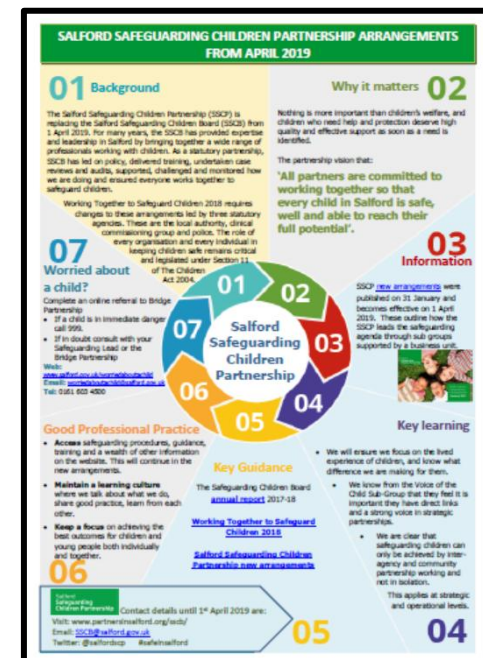 SALFORD SAFEGUARDING CHILDREN PARTNERSHIP ARRANGEMENTS
FROM APRIL 2019
01 Background
The Salford Safeguarding Children Partnership (SSCP) is
replacing the Salford Safeguarding Children Board (SSCB) from
1 April 2019. For many years, the SSCB has provided expertise
and leadership in Salford by bringing together a wide range of
professionals working with children. As a statutory partnership,
SSCB has led on policy, delivered training, undertaken case
reviews and audits, supported, challenged and monitored how
we are doing and ensured everyone works together to
safeguard children.
Working Together to Safeguard Children 2018 requires
changes to these arrangements led by three statutory
agencies. These are the local authority, clinical
commissioning group and police. The role of
every organisation and every individual in
keeping children safe remains critical
and legislated under Section 11
of The Children
Act 2004.
Why it matters 02
Nothing is more important than children's welfare, and
children who need help and protection deserve high
quality and effective support as soon as a need is
identified.
The partnership vision that:
'All partners are committed to
working together so that
every child in Salford is safe,
well and able to reach their
full potential'.
03
Information
SSCP new arrangements were
published on 31 January and
becomes effective on 1 April
2019. These outline how the
SSCP leads the safeguarding
agenda through sub groups
supported by a business unit.
07
Worried about
a child?
Complete an online referral to Bridge
Partnership
• If a child is in immediate danger
call 999.
• If in doubt consult with your
Safeguarding Lead or the
Bridge Partnership
Web:
www.salford.gov.uk/worriedaboutachild
Email: worriedaboutachild@salford.gov.uk
Tel: 0161 603 4500
01
02
03
04
05
06
07
Salford
Safeguarding
Children
Partnership
Good Professional Practice
• Access safeguarding procedures, guidance,
training and a wealth of other information
on the website. This will continue in the
new arrangements.
• Maintain a learning culture
where we talk about what we do,
share good practice, learn from each
other.
• Keep a focus on achieving the
best outcomes for children and
young people both individually
and together.
06
Key Guidance
The Safeguarding Children Board
annual report 2017-18
Working Together to Safeguard
Children 2018
Salford Safeguarding Children
Partnership new arrangements
05
Key learning
• We will ensure we focus on the lived
experience of children, and know what
difference we are making for them.
• We know from the Voice of the
Child Sub-Group that they feel it is
important they have direct links
and a strong voice in strategic
partnerships.
• We are clear that
safeguarding children can
only be achieved by inter-
agency and community
partnership working and
not in isolation.
This applies at strategic
and operational levels.
04
Salford
Safeguarding
Children Partnership
Contact details until 1st April 2019 are:
Visit: www.partnersinsalford.org/sscb/
Email: SSCB@salford.gov.uk
Twitter: @salfordscp #safeinsalford